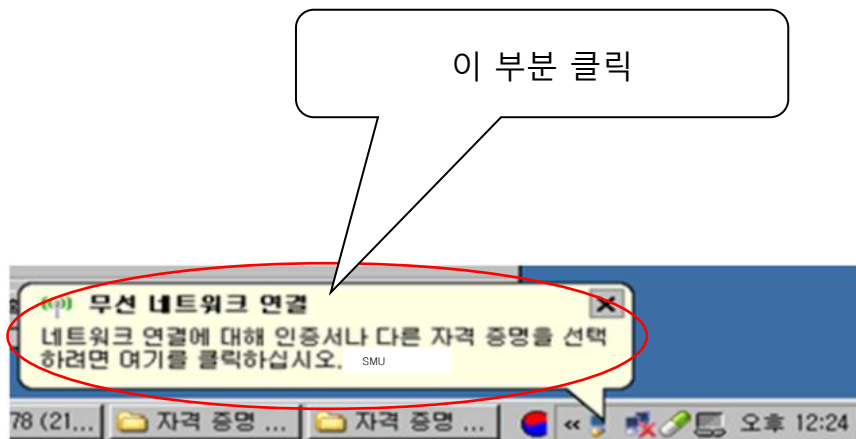 이 부분 클릭
무선 네트워크 연결
네트워크 연결에 대해 인증서나 다른 자격 증명을 선택
하려면 여기를 클릭하십시오. SMU
78 (21... 자격 증명 ... 자격 증명 ... « 오후 12:24